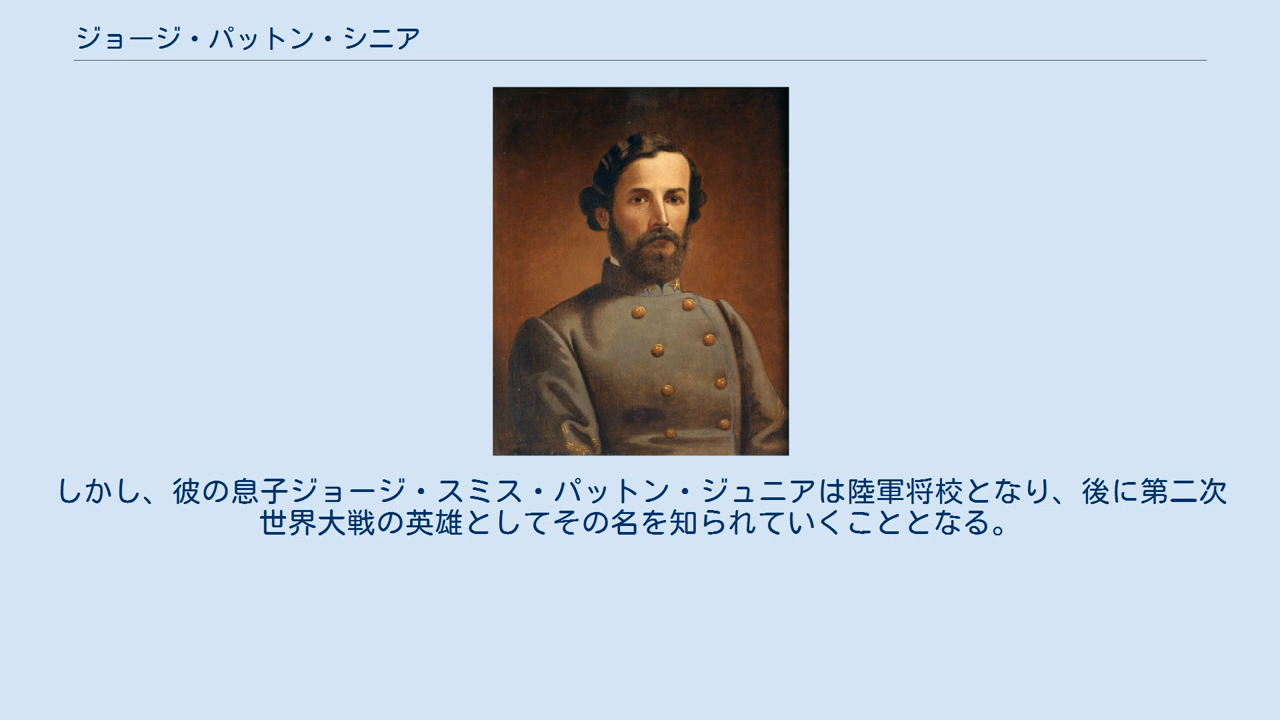 ジョージ・パットン・シニア
しかし、彼の息子ジョージ・スミス・パットン・ジュニアは陸軍将校となり、後に第二次
世界大戦の英雄としてその名を知られていくこととなる。